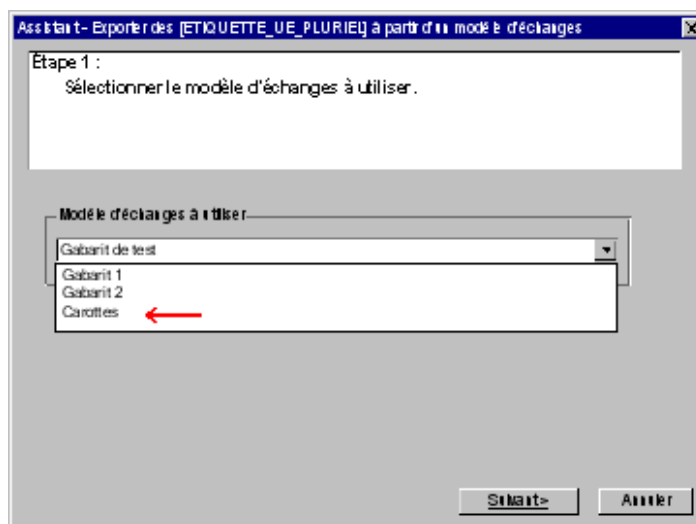 Assistant - Exporter des [ETIQUETTE_UE_PLURIEL] à partir d'un modèle d'échanges
Étape 1 :
Sélectionner le modèle d'échanges à utiliser.
Modèle d'échanges à utiliser
Gabarit de test
Gabarit 1
Gabarit 2
Carottes
Suivant>
Annuler